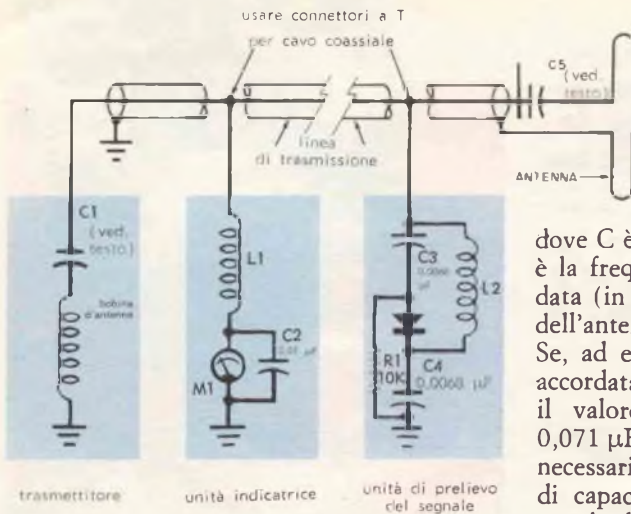 usare connettori a T
per cavo coassiale
C5
(ved.
testo)
linea
di trasmissione
ANTENNA
C1
(ved.
testo)
bobina
d'antenna
L1
C2
M1
C3
0,0068
µF
L2
R1
10K
C4
0,0068 µF
trasmettitore
unità indicatrice
unità di prelievo
del segnale
dove C è
è la freq
data (in
dell'ante
Se, ad e
accordata
il valore
0,071 µF
necessari
di capac